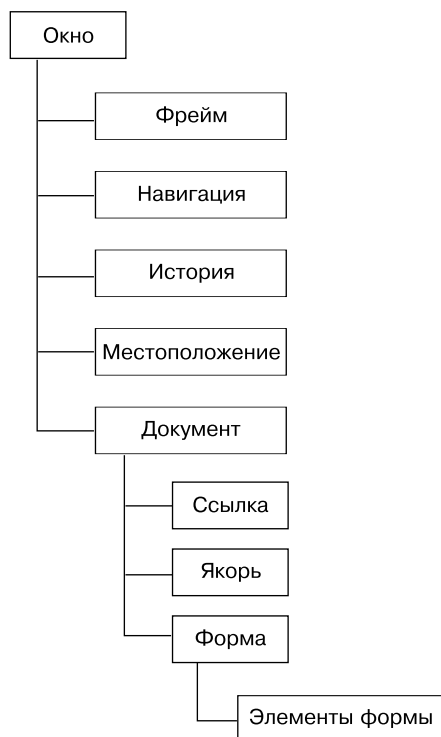 Окно
Фрейм
Навигация
История
Местоположение
Документ
Ссылка
Якорь
Форма
Элементы формы